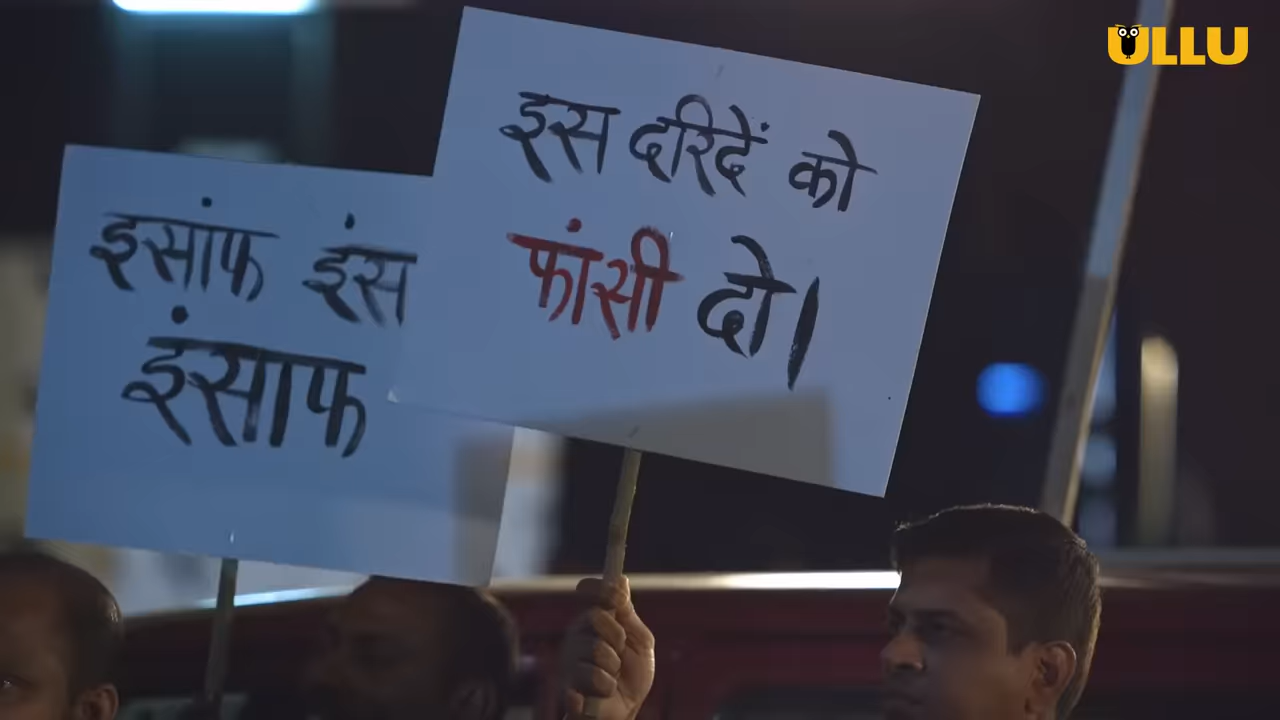 ULLU
इसांफ इंस
इंसाफ
इस दरिदें को
फांसी दो।